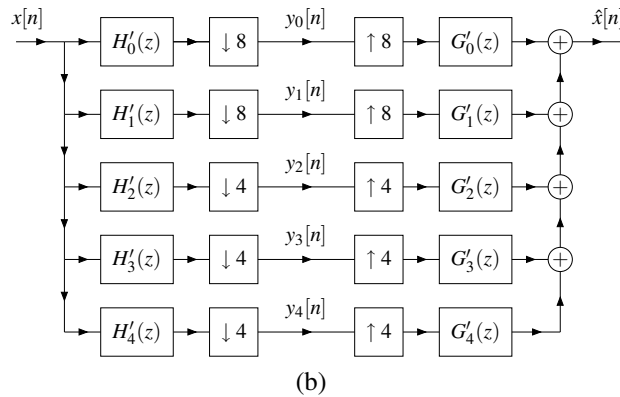 x[n] y₀[n] x̂[n]
H′₀(z) ↓ 8 ↑ 8 G′₀(z) +
y₁[n]
H′₁(z) ↓ 8 ↑ 8 G′₁(z) +
y₂[n]
H′₂(z) ↓ 4 ↑ 4 G′₂(z) +
y₃[n]
H′₃(z) ↓ 4 ↑ 4 G′₃(z) +
y₄[n]
H′₄(z) ↓ 4 ↑ 4 G′₄(z)
(b)